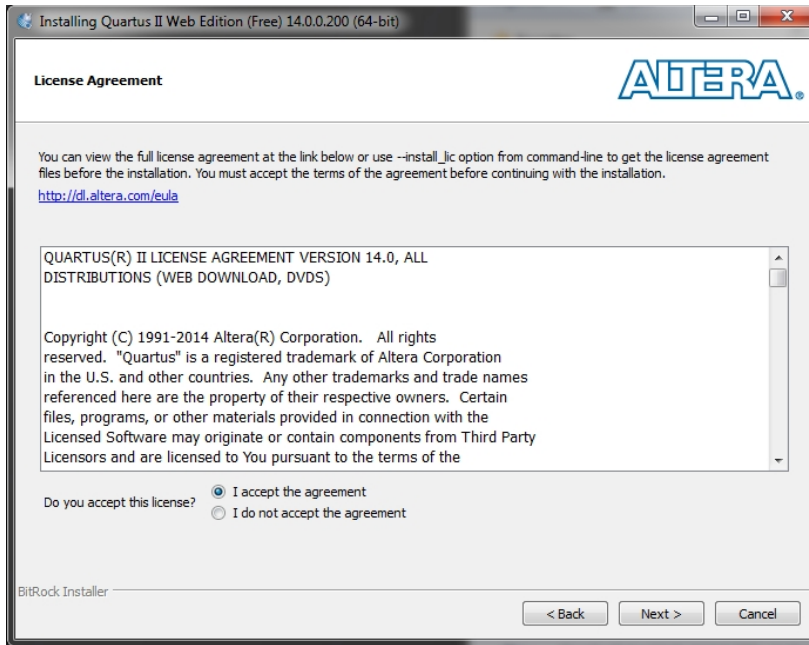 Installing Quartus II Web Edition (Free) 14.0.0.200 (64-bit)
License Agreement
ALTERA®
You can view the full license agreement at the link below or use --install_lic option from command-line to get the license agreement
files before the installation. You must accept the terms of the agreement before continuing with the installation.
http://dl.altera.com/eula
QUARTUS(R) II LICENSE AGREEMENT VERSION 14.0, ALL
DISTRIBUTIONS (WEB DOWNLOAD, DVDS)
Copyright (C) 1991-2014 Altera(R) Corporation.   All rights
reserved.  "Quartus" is a registered trademark of Altera Corporation
in the U.S. and other countries.  Any other trademarks and trade names
referenced here are the property of their respective owners.  Certain
files, programs, or other materials provided in connection with the
Licensed Software may originate or contain components from Third Party
Licensors and are licensed to You pursuant to the terms of the
Do you accept this license?
I accept the agreement
I do not accept the agreement
BitRock Installer
< Back
Next >
Cancel